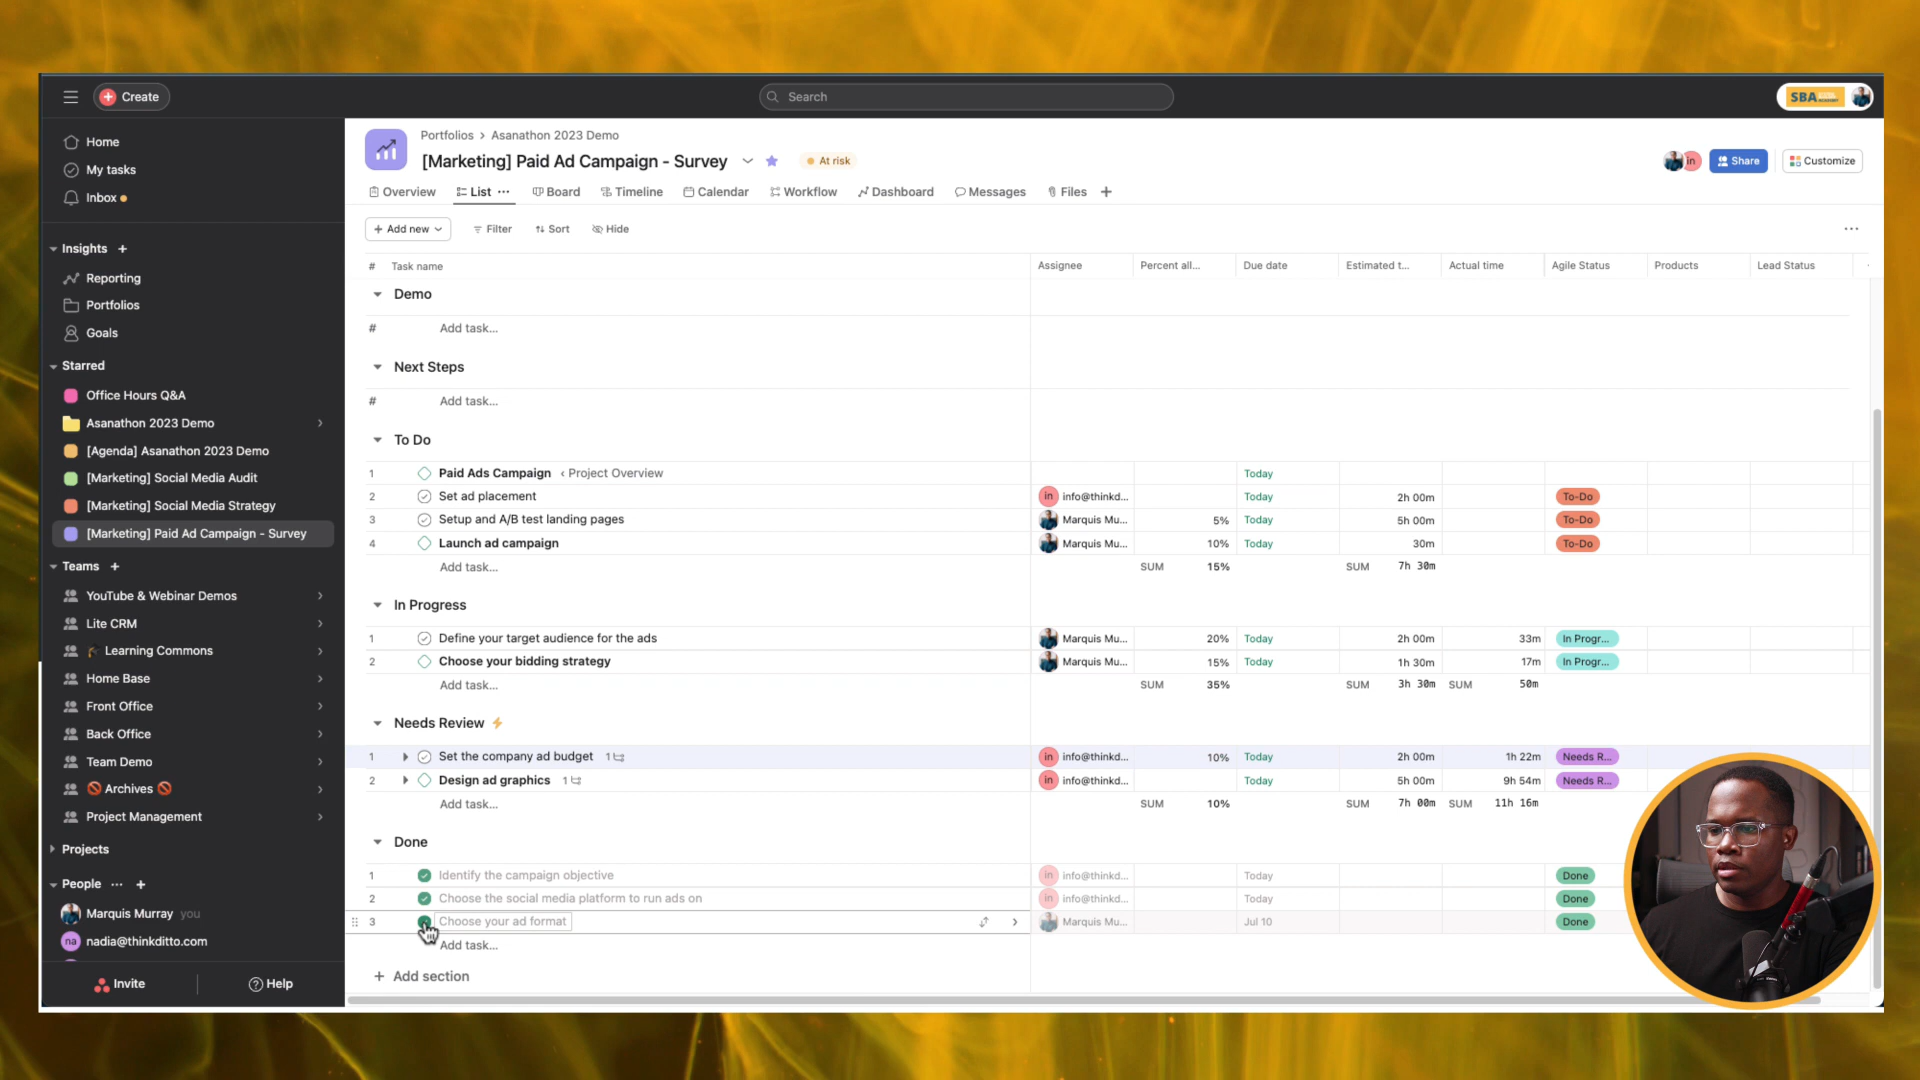 Create
Search
SBA
Home
My tasks
Inbox
Insights +
Reporting
Portfolios
Goals
Starred
Office Hours Q&A
Asanathon 2023 Demo
[Agenda] Asanathon 2023 Demo
[Marketing] Social Media Audit
[Marketing] Social Media Strategy
[Marketing] Paid Ad Campaign - Survey
Teams +
YouTube & Webinar Demos
Lite CRM
Learning Commons
Home Base
Front Office
Back Office
Team Demo
Archives
Project Management
Projects
People ... +
Marquis Murray you
na nadia@thinkditto.com
Invite
? Help
Portfolios > Asanathon 2023 Demo
[Marketing] Paid Ad Campaign - Survey At risk
in Share Customize
Overview List ... Board Timeline Calendar Workflow Dashboard Messages Files +
+ Add new Filter Sort Hide ...
# Task name Assignee Percent all... Due date Estimated t... Actual time Agile Status Products Lead Status
Demo
# Add task...
Next Steps
# Add task...
To Do
1 Paid Ads Campaign ‹ Project Overview Today
2 Set ad placement in info@thinkd... Today 2h 00m To-Do
3 Setup and A/B test landing pages Marquis Mu... 5% Today 5h 00m To-Do
4 Launch ad campaign Marquis Mu... 10% Today 30m To-Do
Add task... SUM 15% SUM 7h 30m
In Progress
1 Define your target audience for the ads Marquis Mu... 20% Today 2h 00m 33m In Progr...
2 Choose your bidding strategy Marquis Mu... 15% Today 1h 30m 17m In Progr...
Add task... SUM 35% SUM 3h 30m SUM 50m
Needs Review
1 Set the company ad budget 1 in info@thinkd... 10% Today 2h 00m 1h 22m Needs R...
2 Design ad graphics 1 in info@thinkd... Today 5h 00m 9h 54m Needs R...
Add task... SUM 10% SUM 7h 00m SUM 11h 16m
Done
1 Identify the campaign objective in info@thinkd... Today Done
2 Choose the social media platform to run ads on in info@thinkd... Today Done
3 Choose your ad format Marquis Mu... Jul 10 Done
Add task...
+ Add section